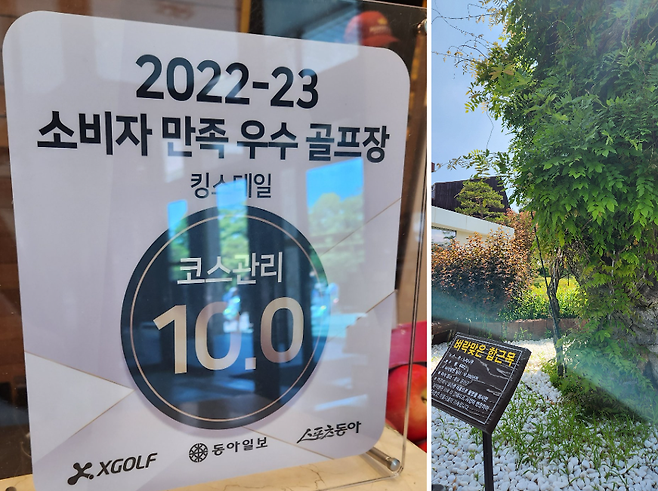 2022-23
소비자 만족 우수 골프장
킹스데일
코스관리
10.0
XGOLF 동아일보 스포츠동아
벼락맞은 합근목